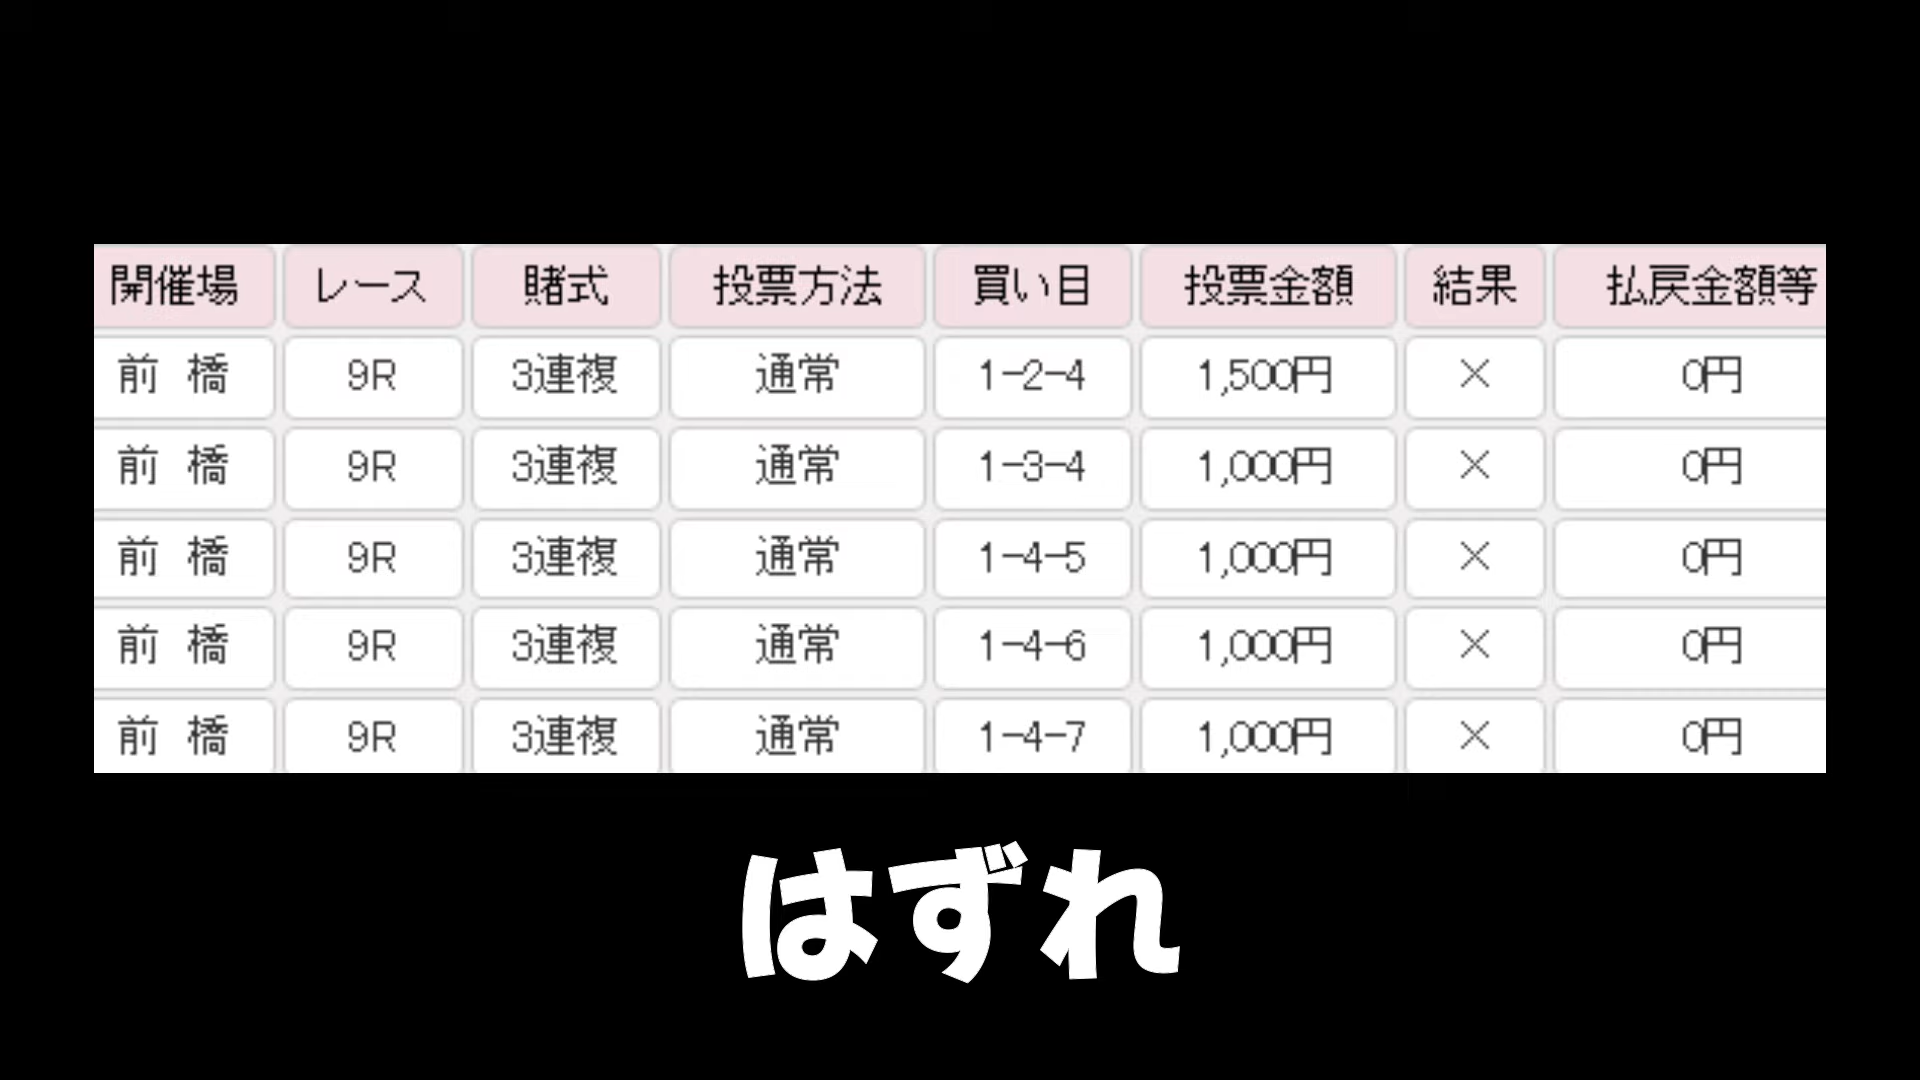 開催場 レース 賭式 投票方法 買い目 投票金額 結果 払戻金額等
前 橋 9R 3連複 通常 1-2-4 1,500円 × 0円
前 橋 9R 3連複 通常 1-3-4 1,000円 × 0円
前 橋 9R 3連複 通常 1-4-5 1,000円 × 0円
前 橋 9R 3連複 通常 1-4-6 1,000円 × 0円
前 橋 9R 3連複 通常 1-4-7 1,000円 × 0円
はずれ